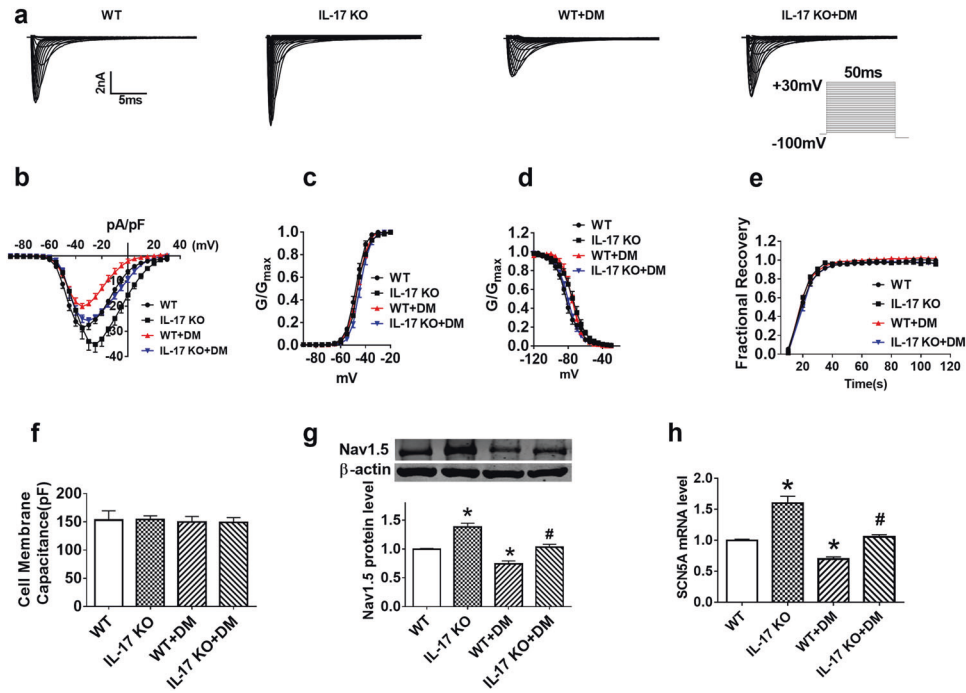 a
WT
IL-17 KO
WT+DM
IL-17 KO+DM
2nA
5ms
50ms
+30mV
-100mV
b
pA/pF
-80 -60 -40 -20 0 20 (mV)
-10
-20
-30
-40
WT
IL-17 KO
WT+DM
IL-17 KO+DM
c
G/Gmax
1.0
0.8
0.6
0.4
0.2
0.0
-80 -60 -40 -20
mV
WT
IL-17 KO
WT+DM
IL-17 KO+DM
d
G/Gmax
1.2
1.0
0.8
0.6
0.4
0.2
0.0
-120 -80 -40
mV
WT
IL-17 KO
WT+DM
IL-17 KO+DM
e
Fractional Recovery
1.2
1.0
0.8
0.6
0.4
0.2
0.0
20 40 60 80 100 120
Time(s)
WT
IL-17 KO
WT+DM
IL-17 KO+DM
f
Cell Membrane
Capacitance(pF)
200
150
100
50
0
WT
IL-17 KO
WT+DM
IL-17 KO+DM
g
Nav1.5
β-actin
Nav1.5 protein level
1.5
1.0
0.5
0.0
*
*
#
WT
IL-17 KO
WT+DM
IL-17 KO+DM
h
SCN5A mRNA level
2.0
1.5
1.0
0.5
0.0
*
*
#
WT
IL-17 KO
WT+DM
IL-17 KO+DM